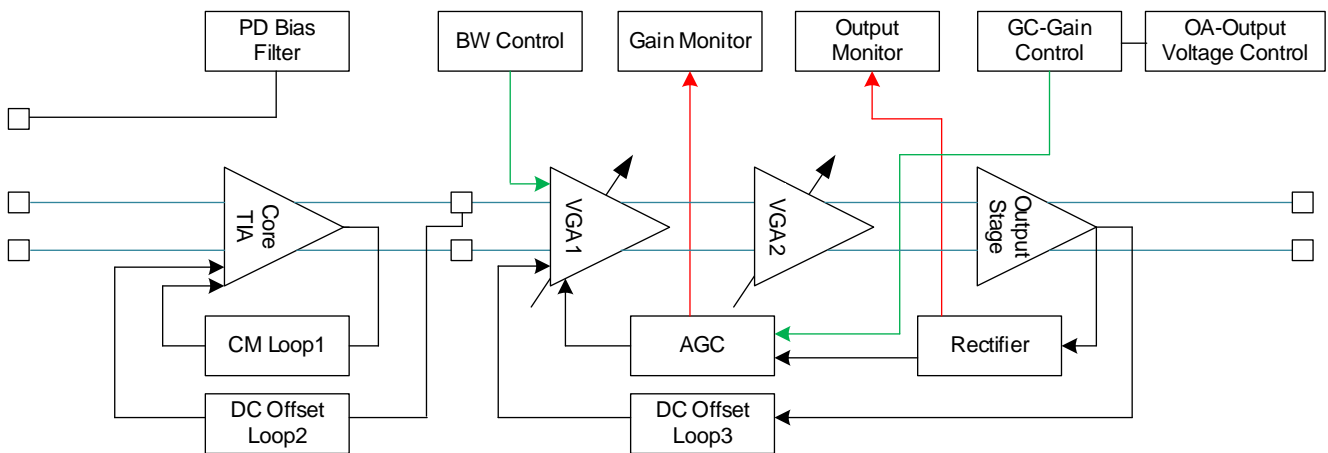 PD Bias
Filter
BW Control
Gain Monitor
Output
Monitor
GC-Gain
Control
OA-Output
Voltage Control
Core
TIA
VGA1
VGA2
Output
Stage
CM Loop1
AGC
Rectifier
DC Offset
Loop2
DC Offset
Loop3